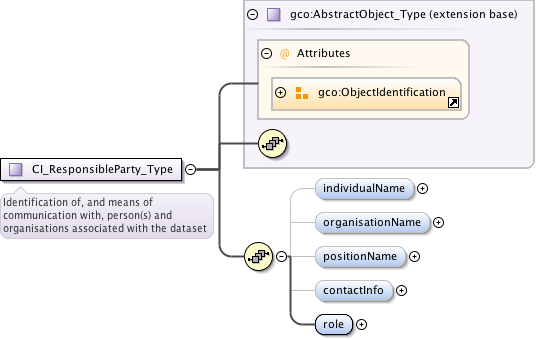 gco:AbstractObject_Type (extension base)
@ Attributes
gco:ObjectIdentification
CI_ResponsibleParty_Type
Identification of, and means of
communication with, person(s) and
organisations associated with the dataset
individualName
organisationName
positionName
contactInfo
role